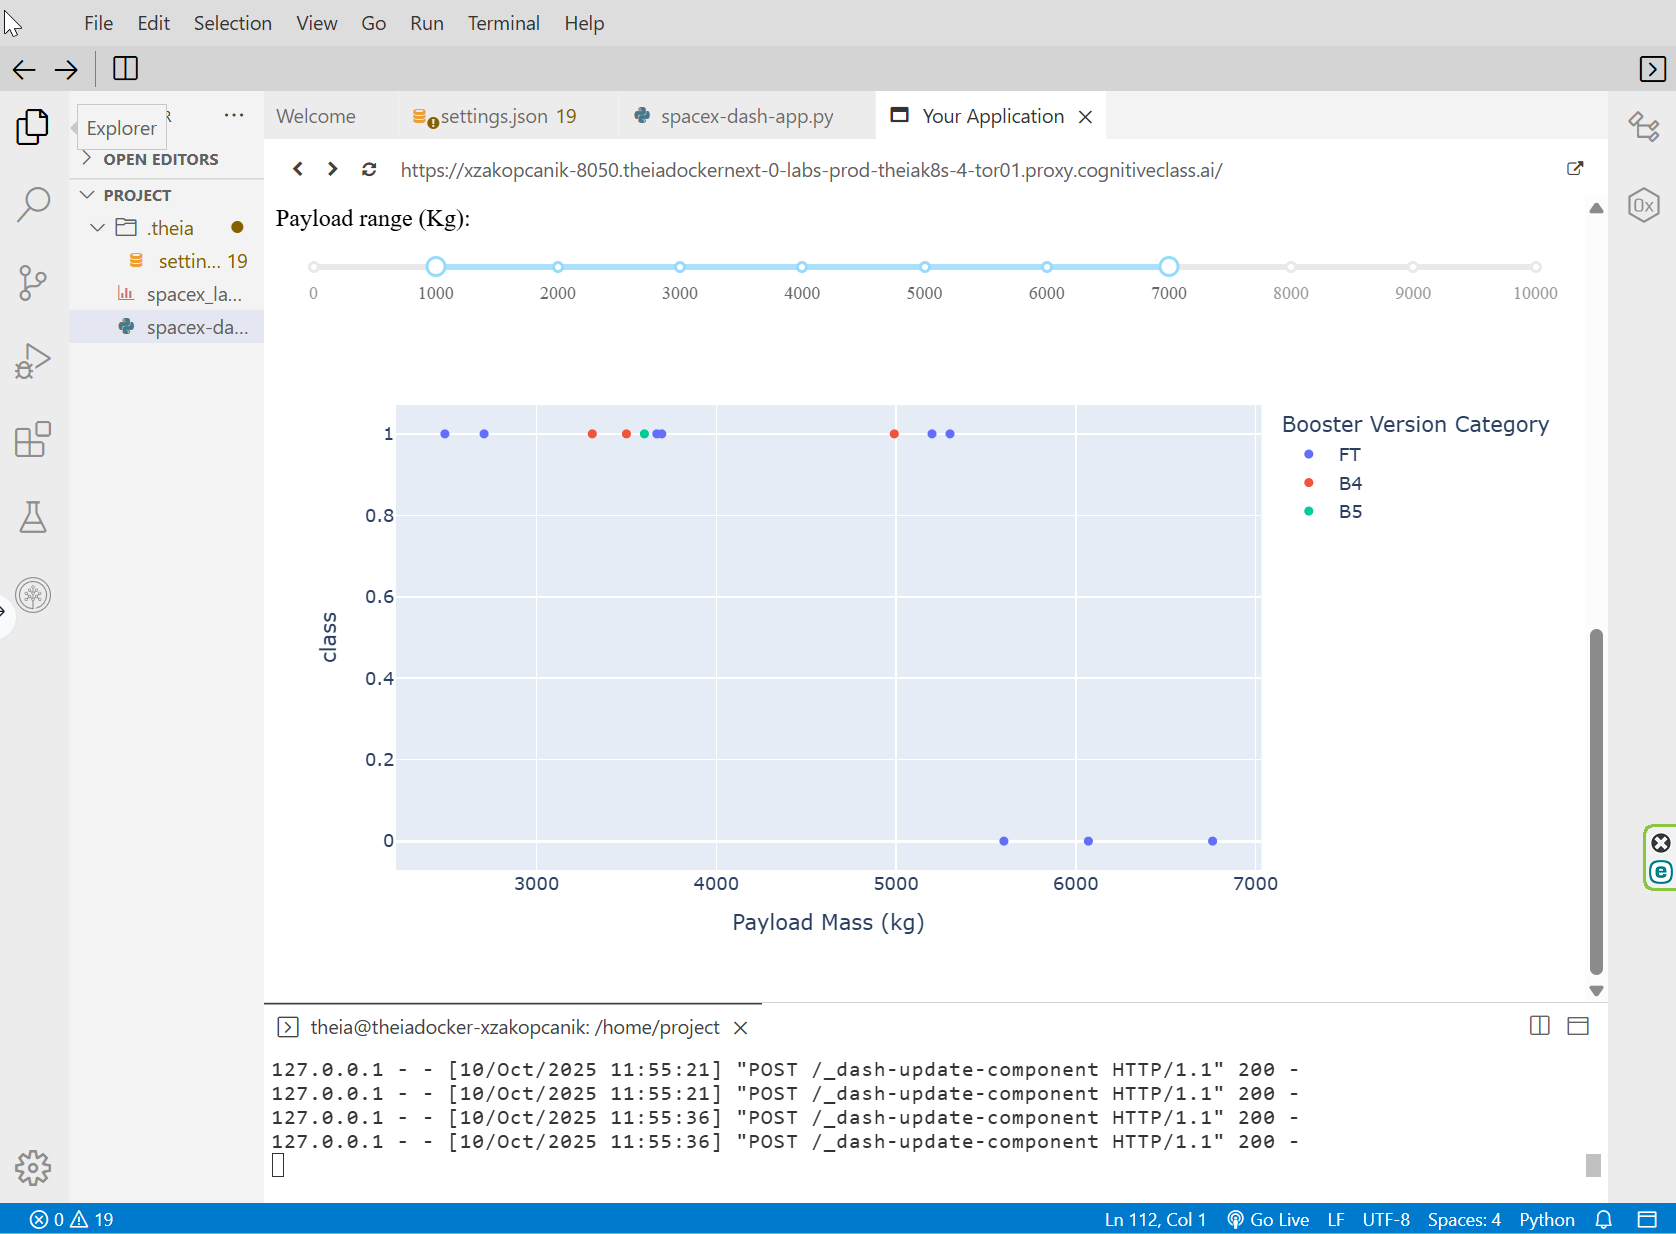 File Edit Selection View Go Run Terminal Help
Explorer
R
Welcome
settings.json 19
spacex-dash-app.py
Your Application
OPEN EDITORS
https://xzakopcanik-8050.theiadockernext-0-labs-prod-theiak8s-4-tor01.proxy.cognitiveclass.ai/
PROJECT
.theia
settin... 19
spacex_la...
spacex-da...
Payload range (Kg):
0 1000 2000 3000 4000 5000 6000 7000 8000 9000 10000
Booster Version Category
FT
B4
B5
1
0.8
0.6
0.4
0.2
0
class
3000 4000 5000 6000 7000
Payload Mass (kg)
0x
theia@theiadocker-xzakopcanik: /home/project
127.0.0.1 - - [10/Oct/2025 11:55:21] "POST /_dash-update-component HTTP/1.1" 200 -
127.0.0.1 - - [10/Oct/2025 11:55:21] "POST /_dash-update-component HTTP/1.1" 200 -
127.0.0.1 - - [10/Oct/2025 11:55:36] "POST /_dash-update-component HTTP/1.1" 200 -
127.0.0.1 - - [10/Oct/2025 11:55:36] "POST /_dash-update-component HTTP/1.1" 200 -
0 19
Ln 112, Col 1 Go Live LF UTF-8 Spaces: 4 Python